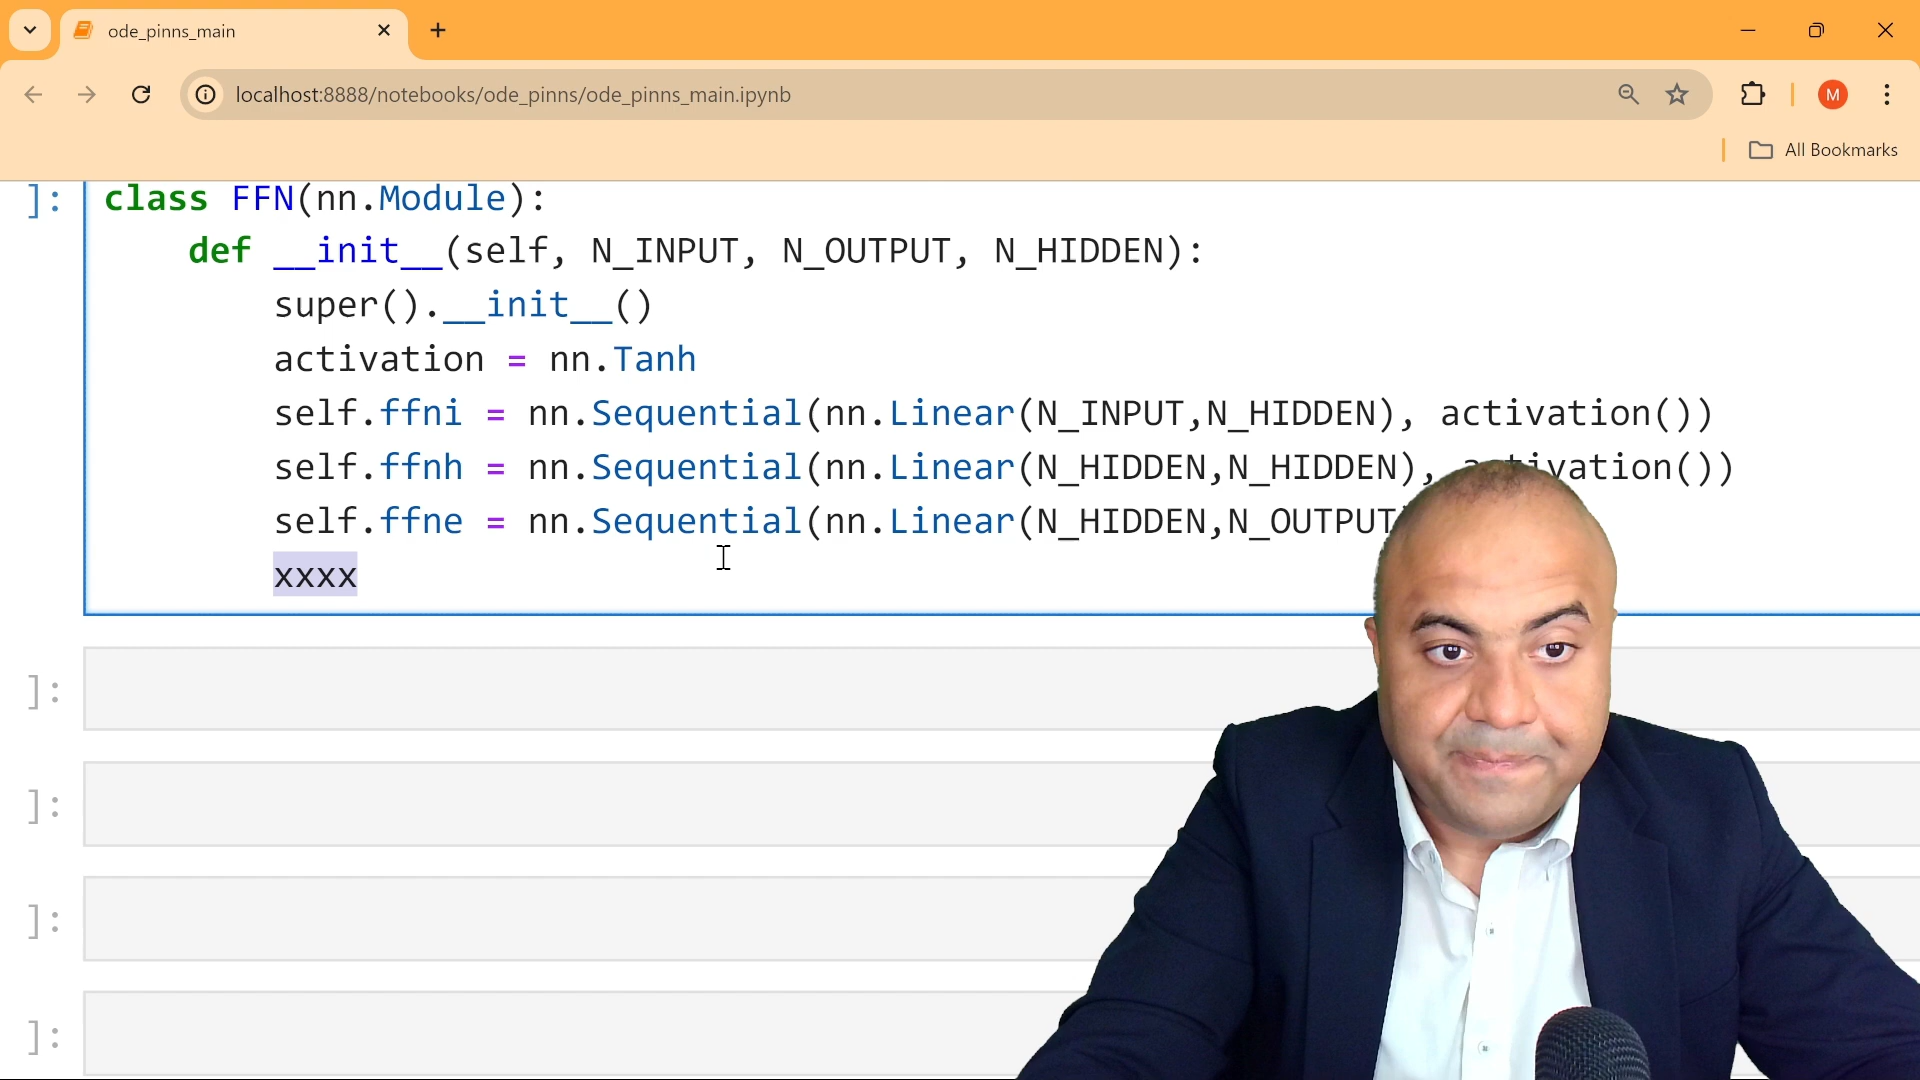 ode_pinns_main
localhost:8888/notebooks/ode_pinns/ode_pinns_main.ipynb
M
All Bookmarks
]: class FFN(nn.Module):
def __init__(self, N_INPUT, N_OUTPUT, N_HIDDEN):
super().__init__()
activation = nn.Tanh
self.ffni = nn.Sequential(nn.Linear(N_INPUT,N_HIDDEN), activation())
self.ffnh = nn.Sequential(nn.Linear(N_HIDDEN,N_HIDDEN), activation())
self.ffne = nn.Sequential(nn.Linear(N_HIDDEN,N_OUTPUT
xxxx
]:
]:
]:
]: